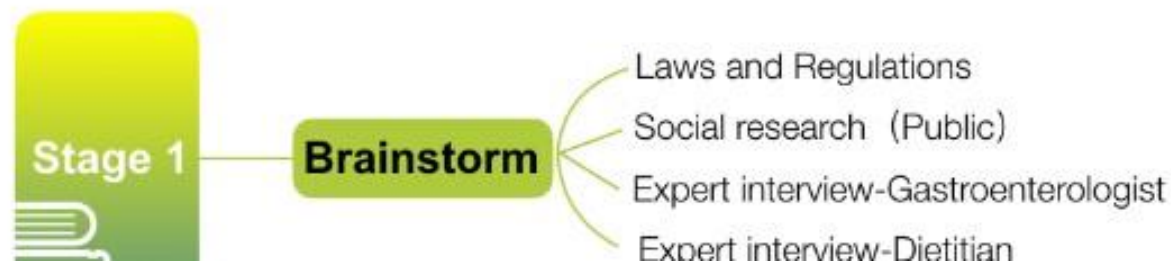 Stage 1
Brainstorm
Laws and Regulations
Social research（Public）
Expert interview-Gastroenterologist
Expert interview-Dietitian